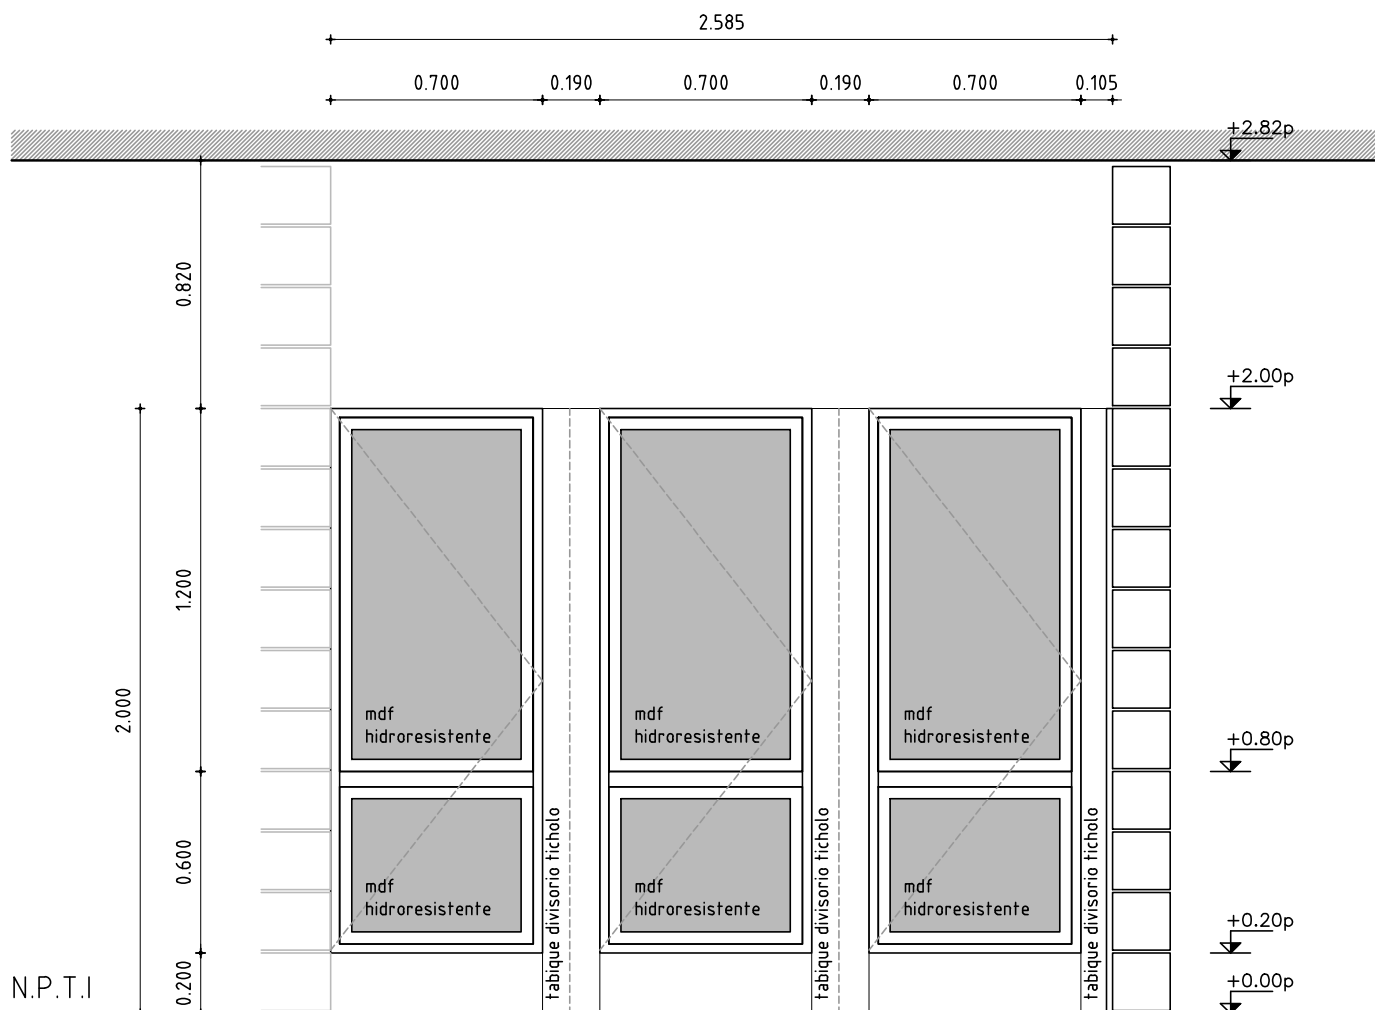 2.585
0.700
0.190
0.700
0.190
0.700
0.105
+2.82p
0.820
+2.00p
1.200
2.000
mdf
hidroresistente
mdf
hidroresistente
mdf
hidroresistente
+0.80p
0.600
tabique divisorio ticholo
tabique divisorio ticholo
tabique divisorio ticholo
mdf
hidroresistente
mdf
hidroresistente
mdf
hidroresistente
+0.20p
0.200
N.P.T.I
+0.00p